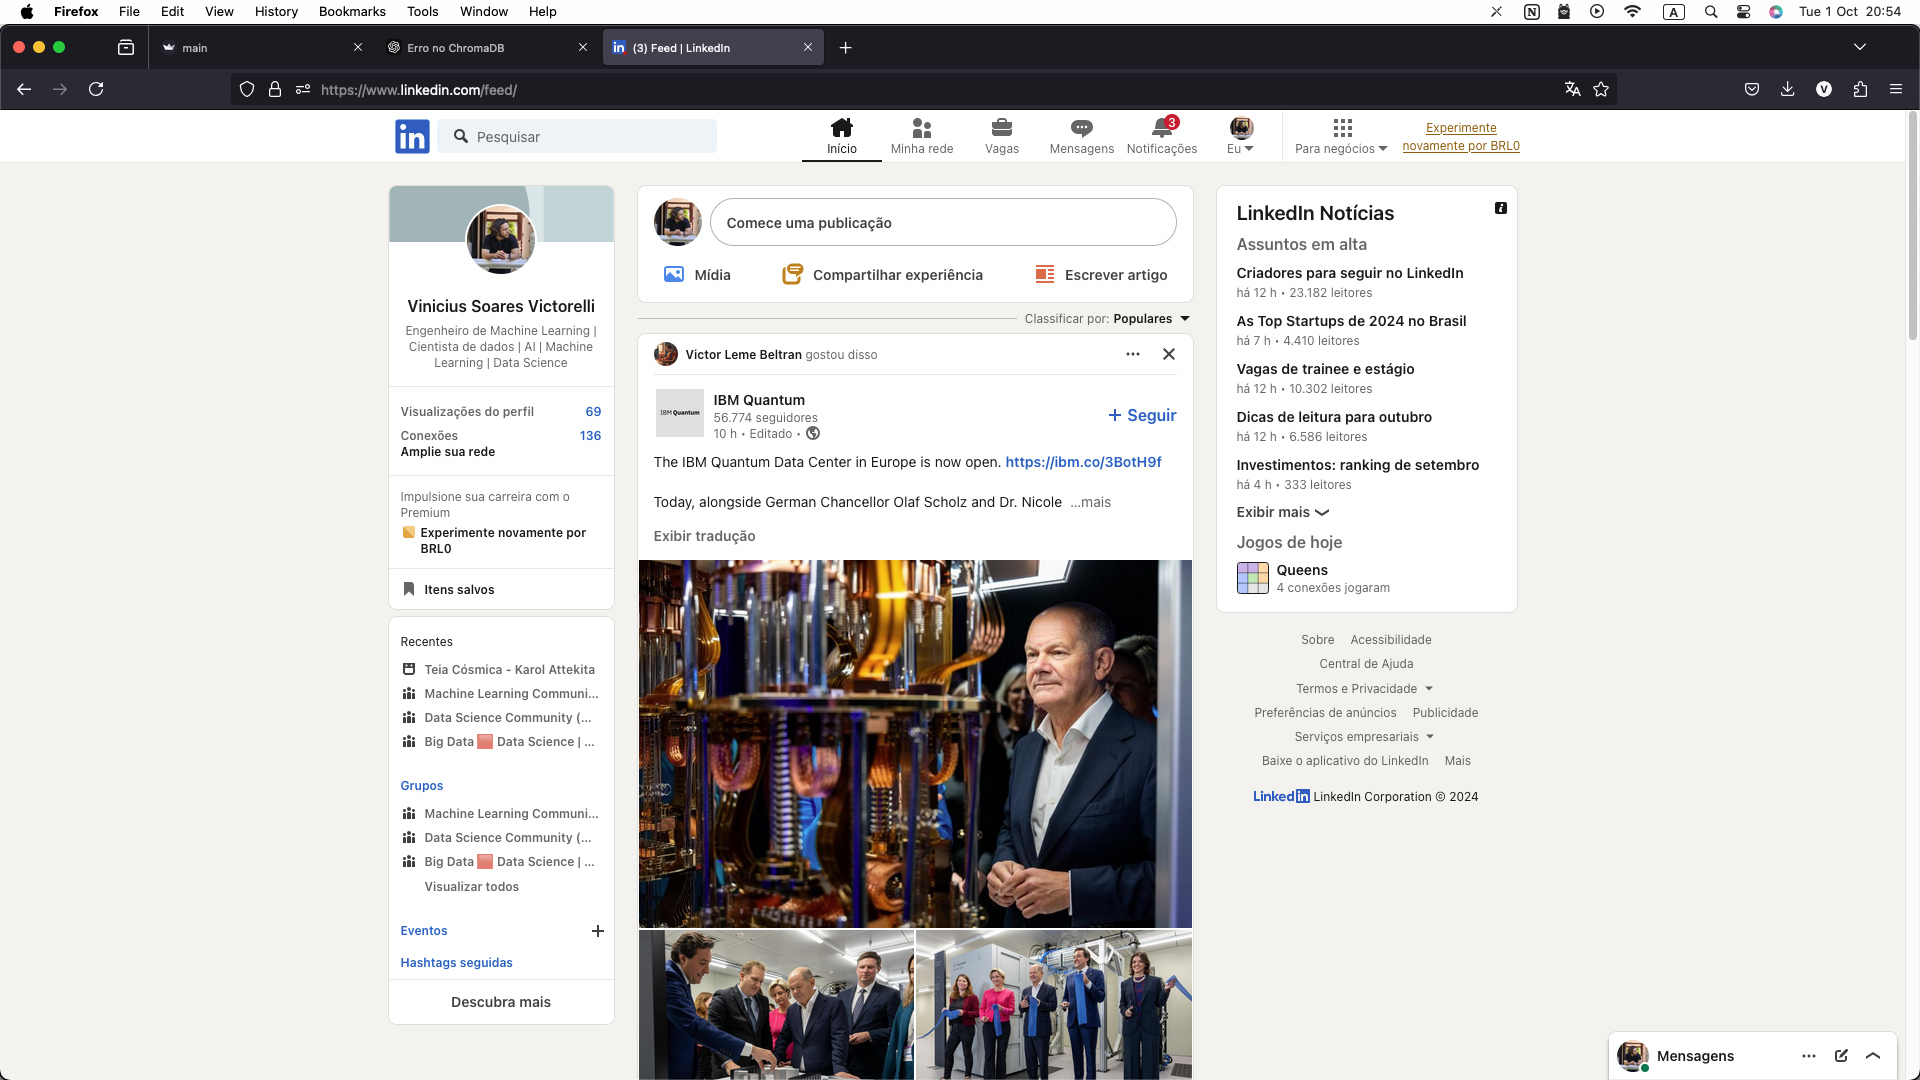 Firefox File Edit View History Bookmarks Tools Window Help
A
Tue 1 Oct 20:54
main
Erro no ChromaDB
in (3) Feed | LinkedIn
https://www.linkedin.com/feed/
V
in
Pesquisar
Início
Minha rede
Vagas
Mensagens
3
Notificações
Eu
Para negócios
Experimente
novamente por BRL0
Vinicius Soares Victorelli
Engenheiro de Machine Learning |
Cientista de dados | AI | Machine
Learning | Data Science
Visualizações do perfil 69
Conexões 136
Amplie sua rede
Impulsione sua carreira com o
Premium
Experimente novamente por
BRL0
Itens salvos
Recentes
Teia Cósmica - Karol Attekita
Machine Learning Communi...
Data Science Community (...
Big Data 🟥 Data Science | ...
Grupos
Machine Learning Communi...
Data Science Community (...
Big Data 🟥 Data Science | ...
Visualizar todos
Eventos
Hashtags seguidas
Descubra mais
Comece uma publicação
Mídia
Compartilhar experiência
Escrever artigo
Classificar por: Populares
Victor Leme Beltran gostou disso
IBM Quantum
IBM Quantum
56.774 seguidores
10 h • Editado •
+ Seguir
The IBM Quantum Data Center in Europe is now open. https://ibm.co/3BotH9f
Today, alongside German Chancellor Olaf Scholz and Dr. Nicole ...mais
Exibir tradução
LinkedIn Notícias
Assuntos em alta
Criadores para seguir no LinkedIn
há 12 h • 23.182 leitores
As Top Startups de 2024 no Brasil
há 7 h • 4.410 leitores
Vagas de trainee e estágio
há 12 h • 10.302 leitores
Dicas de leitura para outubro
há 12 h • 6.586 leitores
Investimentos: ranking de setembro
há 4 h • 333 leitores
Exibir mais
Jogos de hoje
Queens
4 conexões jogaram
Sobre Acessibilidade
Central de Ajuda
Termos e Privacidade
Preferências de anúncios Publicidade
Serviços empresariais
Baixe o aplicativo do LinkedIn Mais
LinkedIn LinkedIn Corporation © 2024
Mensagens